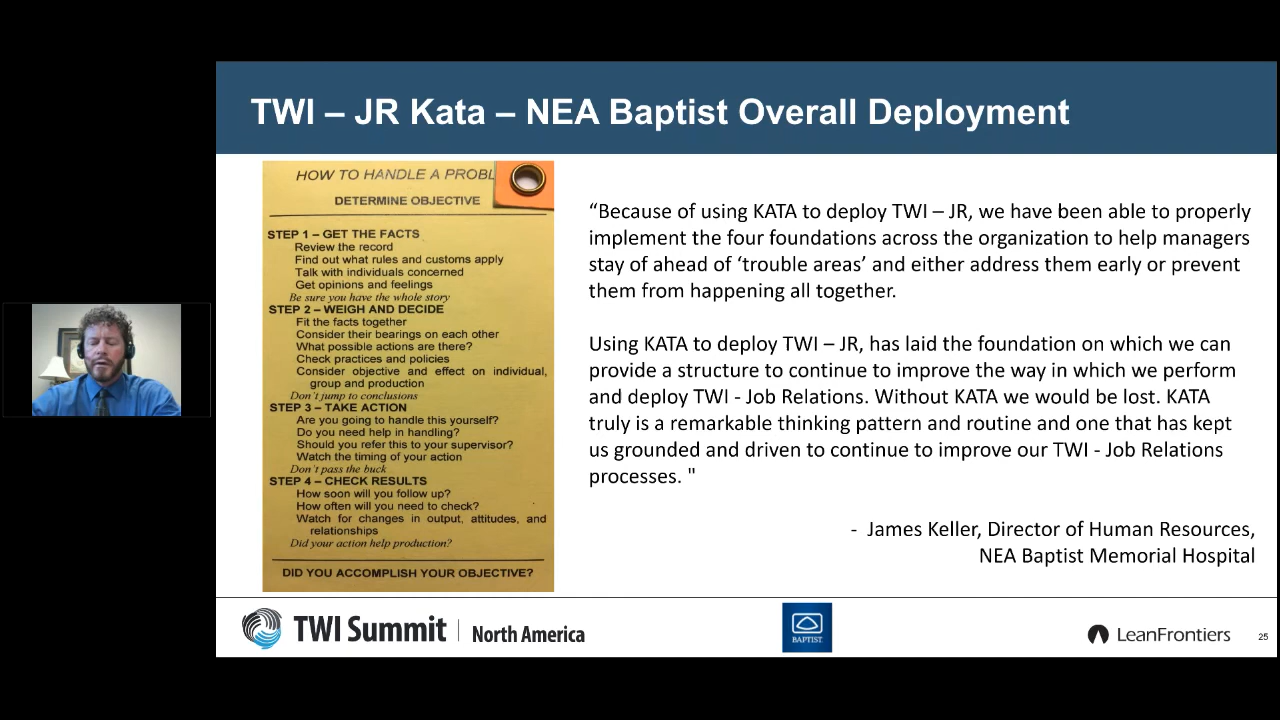 TWI – JR Kata – NEA Baptist Overall Deployment
HOW TO HANDLE A PROBL
DETERMINE OBJECTIVE
STEP 1 – GET THE FACTS
Review the record
Find out what rules and customs apply
Talk with individuals concerned
Get opinions and feelings
Be sure you have the whole story
STEP 2 – WEIGH AND DECIDE
Fit the facts together
Consider their bearings on each other
What possible actions are there?
Check practices and policies
Consider objective and effect on individual,
group and production
Don't jump to conclusions
STEP 3 – TAKE ACTION
Are you going to handle this yourself?
Do you need help in handling?
Should you refer this to your supervisor?
Watch the timing of your action
Don't pass the buck
STEP 4 – CHECK RESULTS
How soon will you follow up?
How often will you need to check?
Watch for changes in output, attitudes, and
relationships
Did your action help production?
DID YOU ACCOMPLISH YOUR OBJECTIVE?
“Because of using KATA to deploy TWI – JR, we have been able to properly
implement the four foundations across the organization to help managers
stay of ahead of ‘trouble areas’ and either address them early or prevent
them from happening all together.
Using KATA to deploy TWI – JR, has laid the foundation on which we can
provide a structure to continue to improve the way in which we perform
and deploy TWI - Job Relations. Without KATA we would be lost. KATA
truly is a remarkable thinking pattern and routine and one that has kept
us grounded and driven to continue to improve our TWI - Job Relations
processes. "
- James Keller, Director of Human Resources,
NEA Baptist Memorial Hospital
TWI Summit | North America
BAPTIST
LeanFrontiers
25